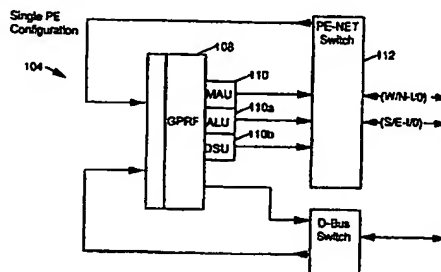 Single PE
Configuration
104
108
110
110a
110b
112
GPRF
MAU
ALU
DSU
PE-NET
Switch
(W/N-I/O)
(S/E-I/O)
D-Bus
Switch